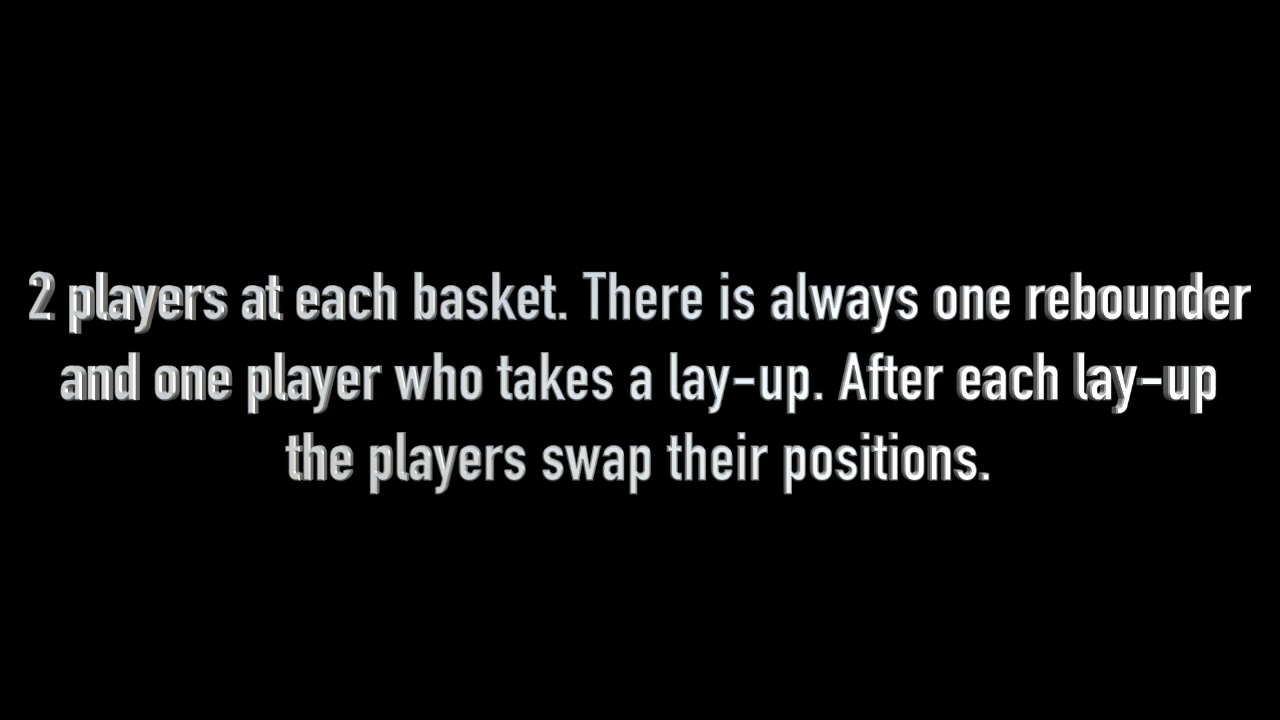 2 players at each basket. There is always one rebounder
and one player who takes a lay-up. After each lay-up
the players swap their positions.